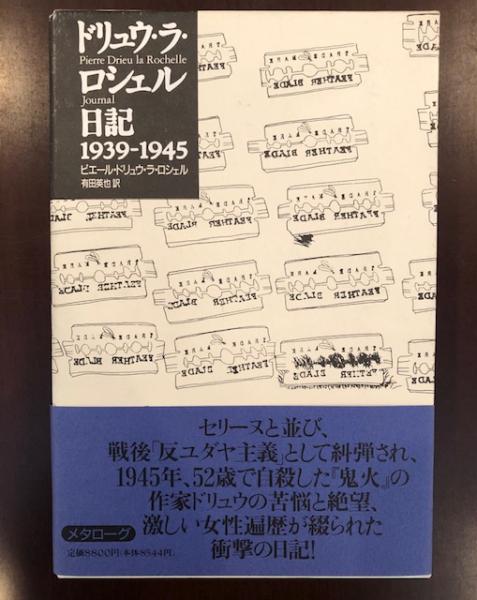 ドリュウ・ラ・
Pierre Drieu la Rochelle
ロシェル
Journal
日記
1939-1945
ピエール・ドリュウ・ラ・ロシェル
有田英也 訳
FEATHER BLADE
セリーヌと並び、
戦後「反ユダヤ主義」として糾弾され、
1945年、52歳で自殺した『鬼火』の
作家ドリュウの苦悩と絶望、
激しい女性遍歴が綴られた
衝撃の日記!
メタローグ
定価8800円(本体8544円)